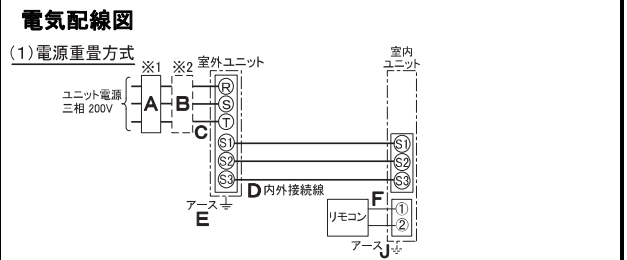 電気配線図
(1)電源重畳方式
※1 ※2 室外ユニット
室内
ユニット
ユニット電源
三相 200V
A
B
C
R
S
T
S1
S2
S3
S1
S2
S3
D 内外接続線
アース
E
F
リモコン
①
②
アース J